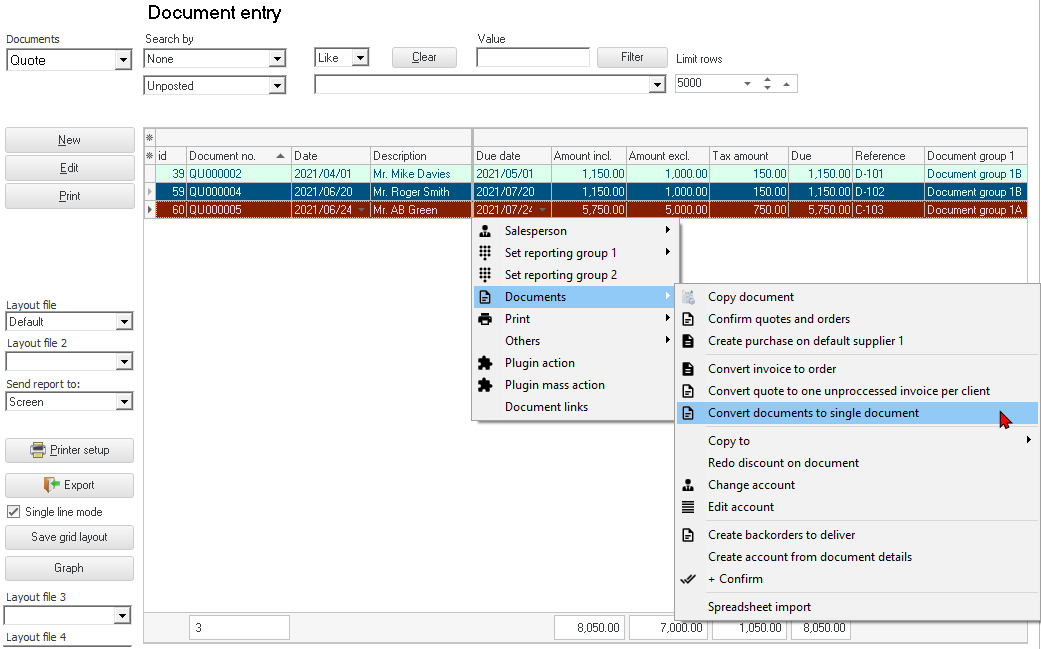 Document entry
Documents
Search by
Value
Quote
None
Like
Clear
Filter
Limit rows
Unposted
5000
New
Edit
Print
id Document no. Date Description Due date Amount incl. Amount excl. Tax amount Due Reference Document group 1
39 QU000002 2021/04/01 Mr. Mike Davies 2021/05/01 1,150.00 1,000.00 150.00 1,150.00 D-101 Document group 1B
59 QU000004 2021/06/20 Mr. Roger Smith 2021/07/20 1,150.00 1,000.00 150.00 1,150.00 D-102 Document group 1B
60 QU000005 2021/06/24 Mr. AB Green 2021/07/24 5,750.00 5,000.00 750.00 5,750.00 C-103 Document group 1A
Salesperson
Set reporting group 1
Set reporting group 2
Documents
Print
Others
Plugin action
Plugin mass action
Document links
Copy document
Confirm quotes and orders
Create purchase on default supplier 1
Convert invoice to order
Convert quote to one unproccessed invoice per client
Convert documents to single document
Copy to
Redo discount on document
Change account
Edit account
Create backorders to deliver
Create account from document details
+ Confirm
Spreadsheet import
Layout file
Default
Layout file 2
Send report to:
Screen
Printer setup
Export
Single line mode
Save grid layout
Graph
Layout file 3
Layout file 4
3 8,050.00 7,000.00 1,050.00 8,050.00